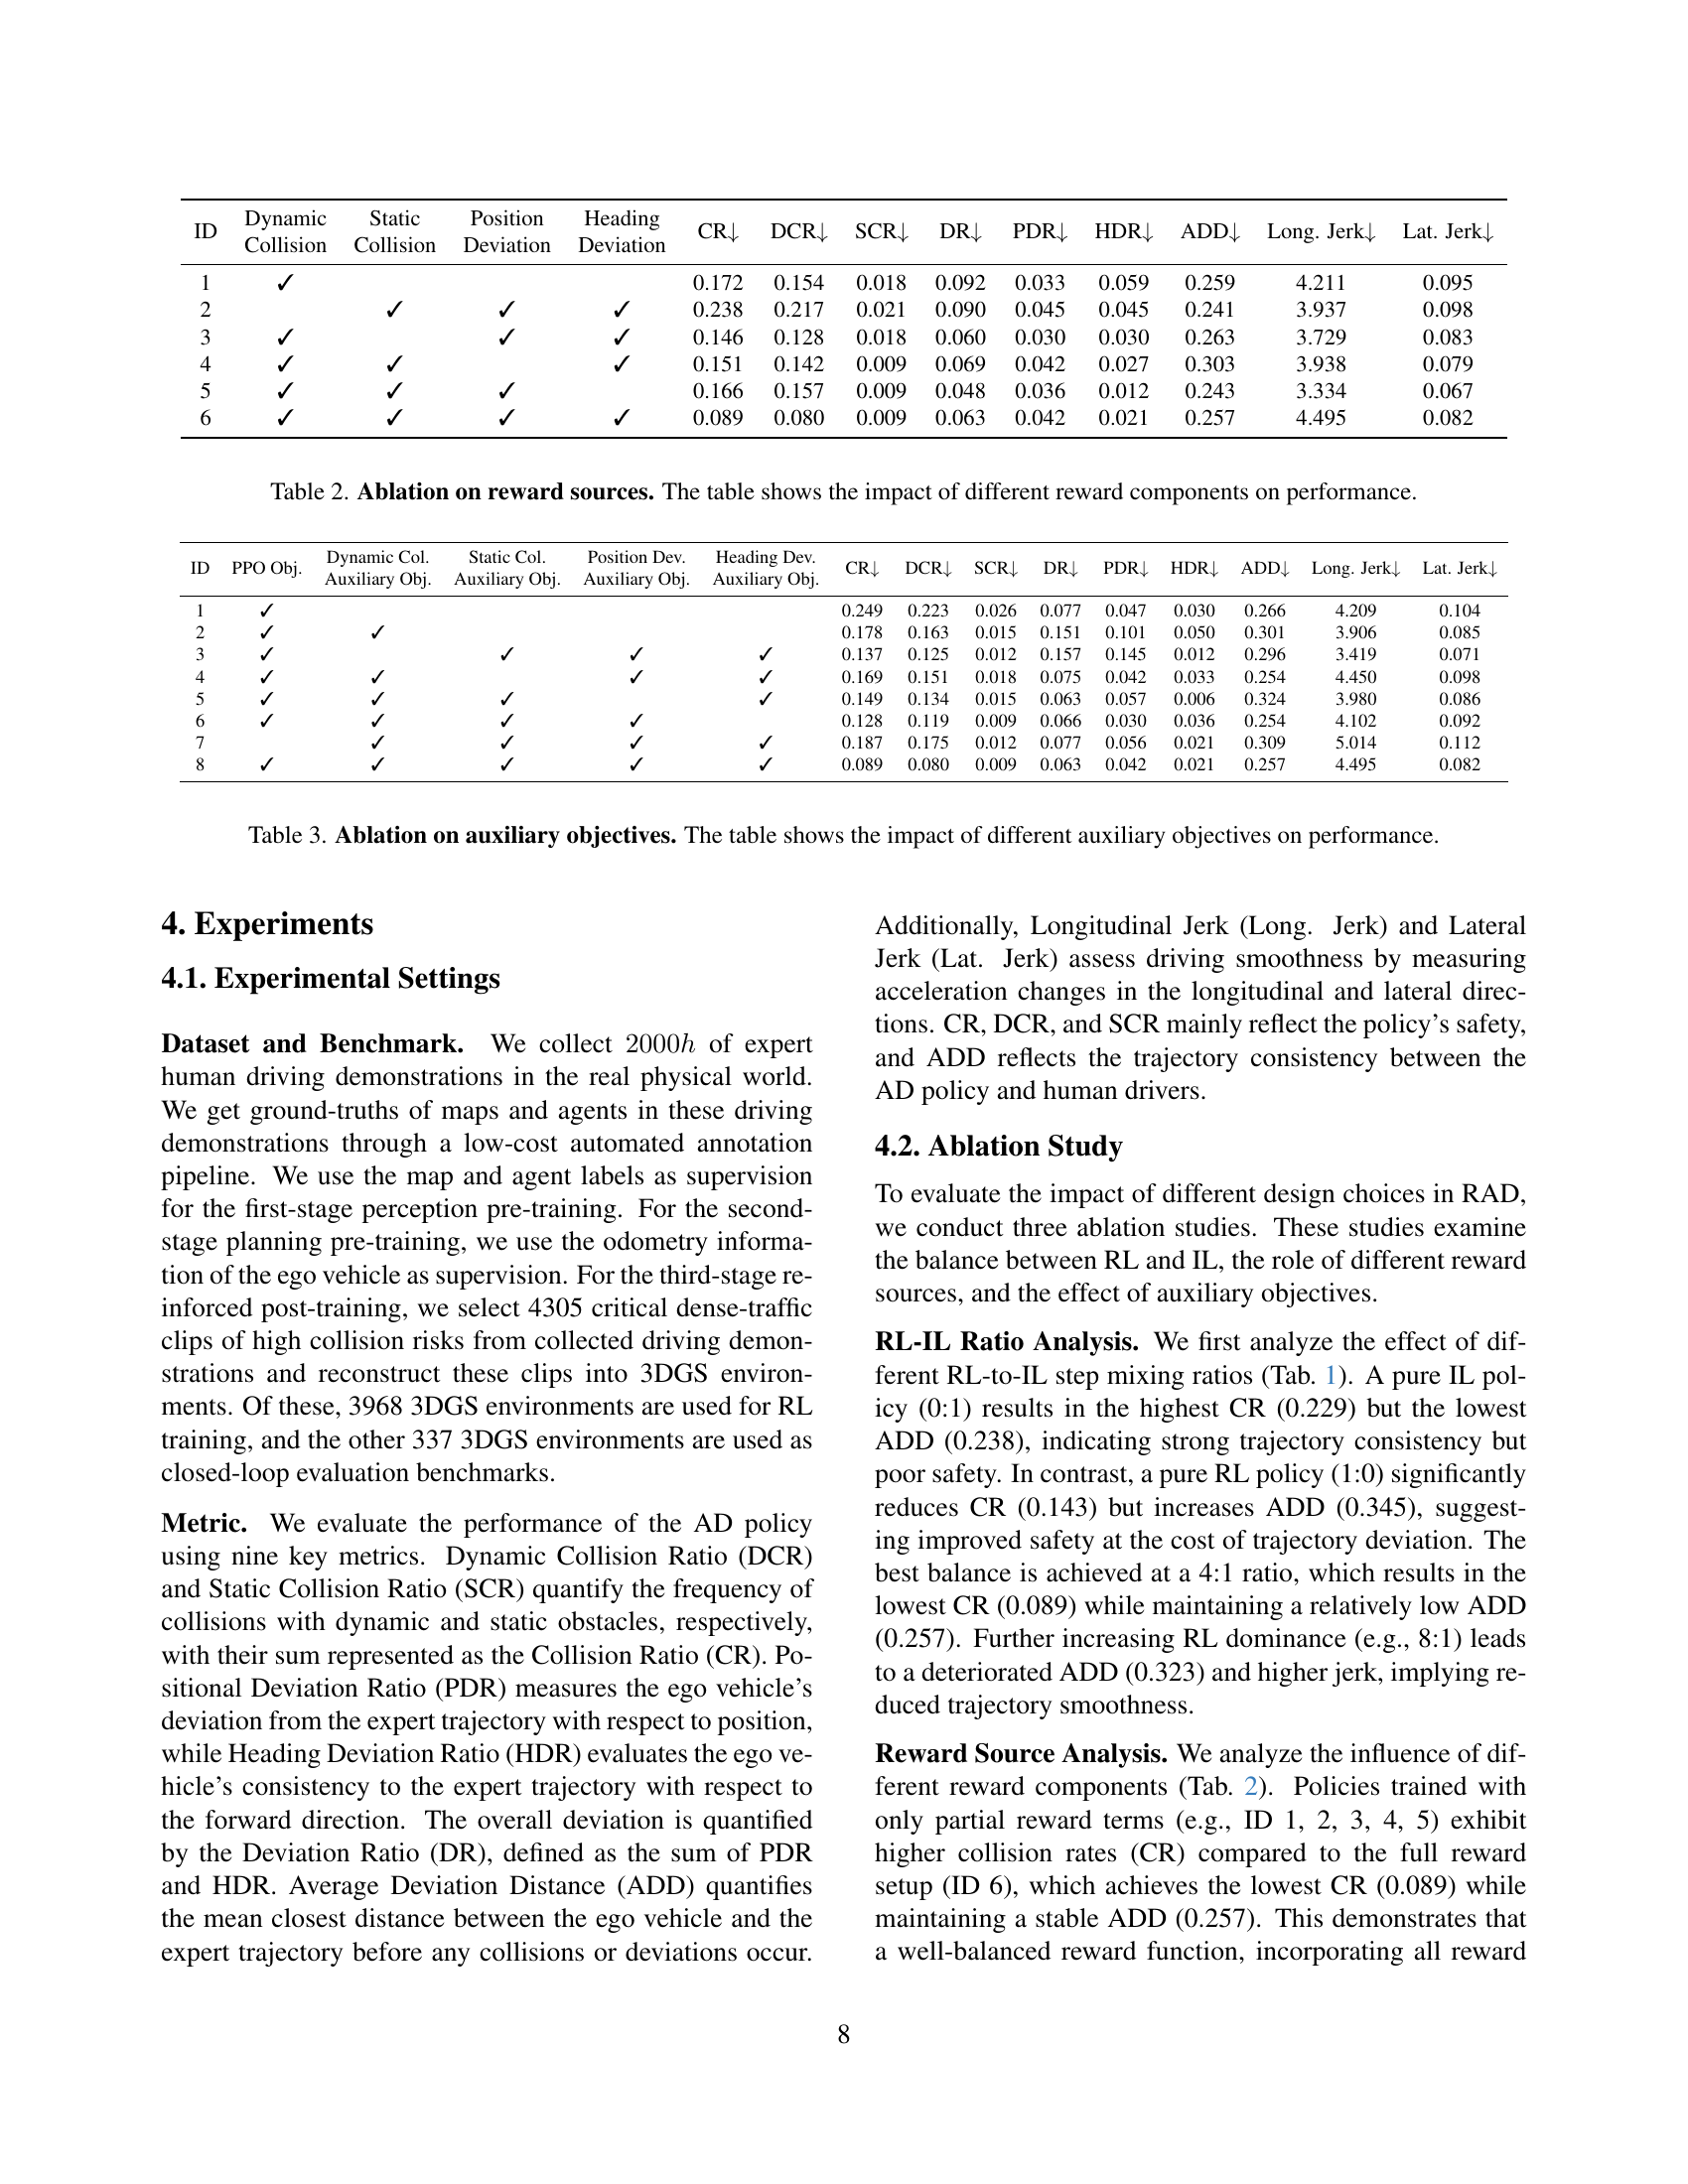 ID Dynamic Collision Static Collision Position Deviation Heading Deviation CR↓ DCR↓ SCR↓ DR↓ PDR↓ HDR↓ ADD↓ Long. Jerk↓ Lat. Jerk↓
1 ✓ 0.172 0.154 0.018 0.092 0.033 0.059 0.259 4.211 0.095
2 ✓ ✓ ✓ 0.238 0.217 0.021 0.090 0.045 0.045 0.241 3.937 0.098
3 ✓ ✓ ✓ 0.146 0.128 0.018 0.060 0.030 0.030 0.263 3.729 0.083
4 ✓ ✓ ✓ 0.151 0.142 0.009 0.069 0.042 0.027 0.303 3.938 0.079
5 ✓ ✓ ✓ 0.166 0.157 0.009 0.048 0.036 0.012 0.243 3.334 0.067
6 ✓ ✓ ✓ ✓ 0.089 0.080 0.009 0.063 0.042 0.021 0.257 4.495 0.082
Table 2. Ablation on reward sources. The table shows the impact of different reward components on performance.
ID PPO Obj. Dynamic Col. Auxiliary Obj. Static Col. Auxiliary Obj. Position Dev. Auxiliary Obj. Heading Dev. Auxiliary Obj. CR↓ DCR↓ SCR↓ DR↓ PDR↓ HDR↓ ADD↓ Long. Jerk↓ Lat. Jerk↓
1 ✓ 0.249 0.223 0.026 0.077 0.047 0.030 0.266 4.209 0.104
2 ✓ ✓ 0.178 0.163 0.015 0.151 0.101 0.050 0.301 3.906 0.085
3 ✓ ✓ ✓ ✓ 0.137 0.125 0.012 0.157 0.145 0.012 0.296 3.419 0.071
4 ✓ ✓ ✓ ✓ 0.169 0.151 0.018 0.075 0.042 0.033 0.254 4.450 0.098
5 ✓ ✓ ✓ ✓ 0.149 0.134 0.015 0.063 0.057 0.006 0.324 3.980 0.086
6 ✓ ✓ ✓ ✓ 0.128 0.119 0.009 0.066 0.030 0.036 0.254 4.102 0.092
7 ✓ ✓ ✓ ✓ 0.187 0.175 0.012 0.077 0.056 0.021 0.309 5.014 0.112
8 ✓ ✓ ✓ ✓ ✓ 0.089 0.080 0.009 0.063 0.042 0.021 0.257 4.495 0.082
Table 3. Ablation on auxiliary objectives. The table shows the impact of different auxiliary objectives on performance.
4. Experiments
4.1. Experimental Settings
Dataset and Benchmark. We collect 2000h of expert
human driving demonstrations in the real physical world.
We get ground-truths of maps and agents in these driving
demonstrations through a low-cost automated annotation
pipeline. We use the map and agent labels as supervision
for the first-stage perception pre-training. For the second-
stage planning pre-training, we use the odometry informa-
tion of the ego vehicle as supervision. For the third-stage re-
inforced post-training, we select 4305 critical dense-traffic
clips of high collision risks from collected driving demon-
strations and reconstruct these clips into 3DGS environ-
ments. Of these, 3968 3DGS environments are used for RL
training, and the other 337 3DGS environments are used as
closed-loop evaluation benchmarks.
Metric. We evaluate the performance of the AD policy
using nine key metrics. Dynamic Collision Ratio (DCR)
and Static Collision Ratio (SCR) quantify the frequency of
collisions with dynamic and static obstacles, respectively,
with their sum represented as the Collision Ratio (CR). Po-
sitional Deviation Ratio (PDR) measures the ego vehicle's
deviation from the expert trajectory with respect to position,
while Heading Deviation Ratio (HDR) evaluates the ego ve-
hicle's consistency to the expert trajectory with respect to
the forward direction. The overall deviation is quantified
by the Deviation Ratio (DR), defined as the sum of PDR
and HDR. Average Deviation Distance (ADD) quantifies
the mean closest distance between the ego vehicle and the
expert trajectory before any collisions or deviations occur.
Additionally, Longitudinal Jerk (Long. Jerk) and Lateral
Jerk (Lat. Jerk) assess driving smoothness by measuring
acceleration changes in the longitudinal and lateral direc-
tions. CR, DCR, and SCR mainly reflect the policy's safety,
and ADD reflects the trajectory consistency between the
AD policy and human drivers.
4.2. Ablation Study
To evaluate the impact of different design choices in RAD,
we conduct three ablation studies. These studies examine
the balance between RL and IL, the role of different reward
sources, and the effect of auxiliary objectives.
RL-IL Ratio Analysis. We first analyze the effect of dif-
ferent RL-to-IL step mixing ratios (Tab. 1). A pure IL pol-
icy (0:1) results in the highest CR (0.229) but the lowest
ADD (0.238), indicating strong trajectory consistency but
poor safety. In contrast, a pure RL policy (1:0) significantly
reduces CR (0.143) but increases ADD (0.345), suggest-
ing improved safety at the cost of trajectory deviation. The
best balance is achieved at a 4:1 ratio, which results in the
lowest CR (0.089) while maintaining a relatively low ADD
(0.257). Further increasing RL dominance (e.g., 8:1) leads
to a deteriorated ADD (0.323) and higher jerk, implying re-
duced trajectory smoothness.
Reward Source Analysis. We analyze the influence of dif-
ferent reward components (Tab. 2). Policies trained with
only partial reward terms (e.g., ID 1, 2, 3, 4, 5) exhibit
higher collision rates (CR) compared to the full reward
setup (ID 6), which achieves the lowest CR (0.089) while
maintaining a stable ADD (0.257). This demonstrates that
a well-balanced reward function, incorporating all reward
8